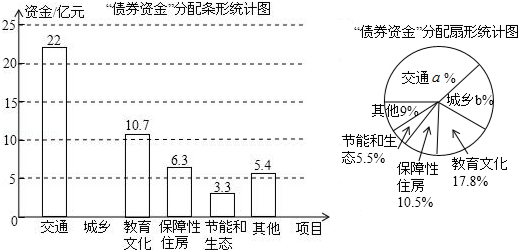 资金/亿元
“债券资金”分配条形统计图
25
20
15
10
5
0
22
10.7
6.3
3.3
5.4
交通
城乡
教育
文化
保障性
住房
节能和
生态
其他
项目
“债券资金”分配扇形统计图
交通a%
城乡b%
其他9%
节能和生
态5.5%
保障性
住房
10.5%
教育文化
17.8%